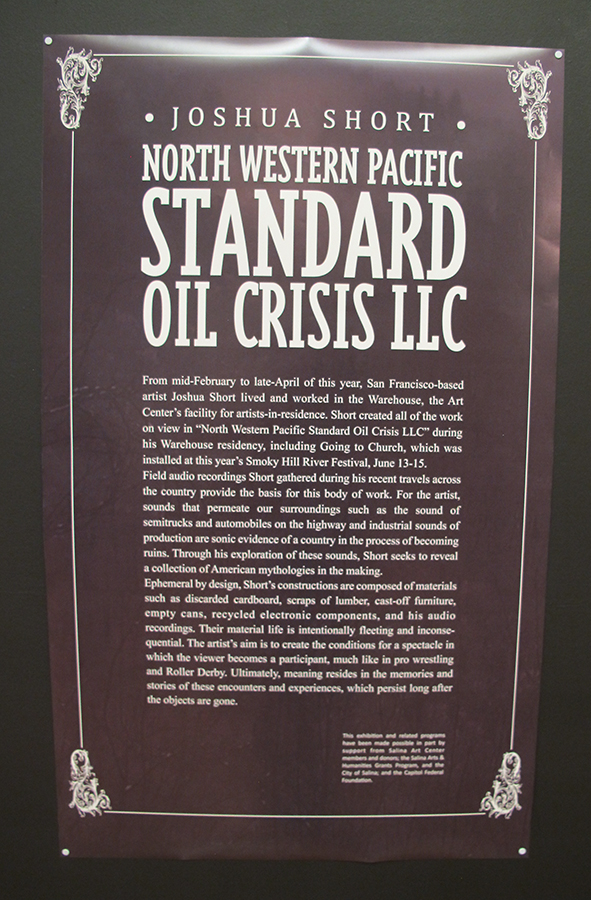 • JOSHUA SHORT •
NORTH WESTERN PACIFIC
STANDARD
OIL CRISIS LLC
From mid-February to late-April of this year, San Francisco-based
artist Joshua Short lived and worked in the Warehouse, the Art
Center's facility for artists-in-residence. Short created all of the work
on view in "North Western Pacific Standard Oil Crisis LLC" during
his Warehouse residency, including Going to Church, which was
installed at this year's Smoky Hill River Festival, June 13-15.
Field audio recordings Short gathered during his recent travels across
the country provide the basis for this body of work. For the artist,
sounds that permeate our surroundings such as the sound of
semitrucks and automobiles on the highway and industrial sounds of
production are sonic evidence of a country in the process of becoming
ruins. Through his exploration of these sounds, Short seeks to reveal
a collection of American mythologies in the making.
Ephemeral by design, Short's constructions are composed of materials
such as discarded cardboard, scraps of lumber, cast-off furniture,
empty cans, recycled electronic components, and his audio
recordings. Their material life is intentionally fleeting and inconse-
quential. The artist's aim is to create the conditions for a spectacle in
which the viewer becomes a participant, much like in pro wrestling
and Roller Derby. Ultimately, meaning resides in the memories and
stories of these encounters and experiences, which persist long after
the objects are gone.
This exhibition and related programs
have been made possible in part by
support from Salina Art Center
members and donors; the Salina Arts &
Humanities Grants Program, and the
City of Salina; and the Capitol Federal
Foundation.